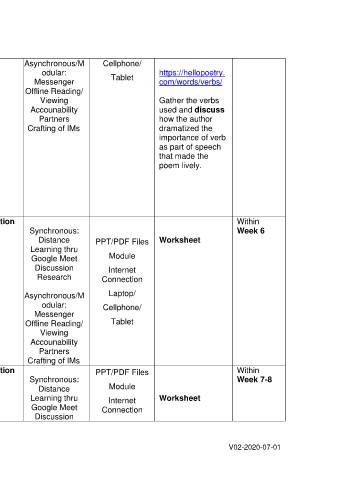 Asynchronous/M
odular:
Messenger
Offline Reading/
Viewing
Accounability
Partners
Crafting of IMs
Cellphone/
Tablet
https://hellopoetry.
com/words/verbs/
Gather the verbs
used and discuss
how the author
dramatized the
importance of verb
as part of speech
that made the
poem lively.
tion
Synchronous:
Distance
Learning thru
Google Meet
Discussion
Research
Asynchronous/M
odular:
Messenger
Offline Reading/
Viewing
Accounability
Partners
Crafting of IMs
PPT/PDF Files
Module
Internet
Connection
Laptop/
Cellphone/
Tablet
Worksheet
Within
Week 6
tion
Synchronous:
Distance
Learning thru
Google Meet
Discussion
PPT/PDF Files
Module
Internet
Connection
Worksheet
Within
Week 7-8
V02-2020-07-01